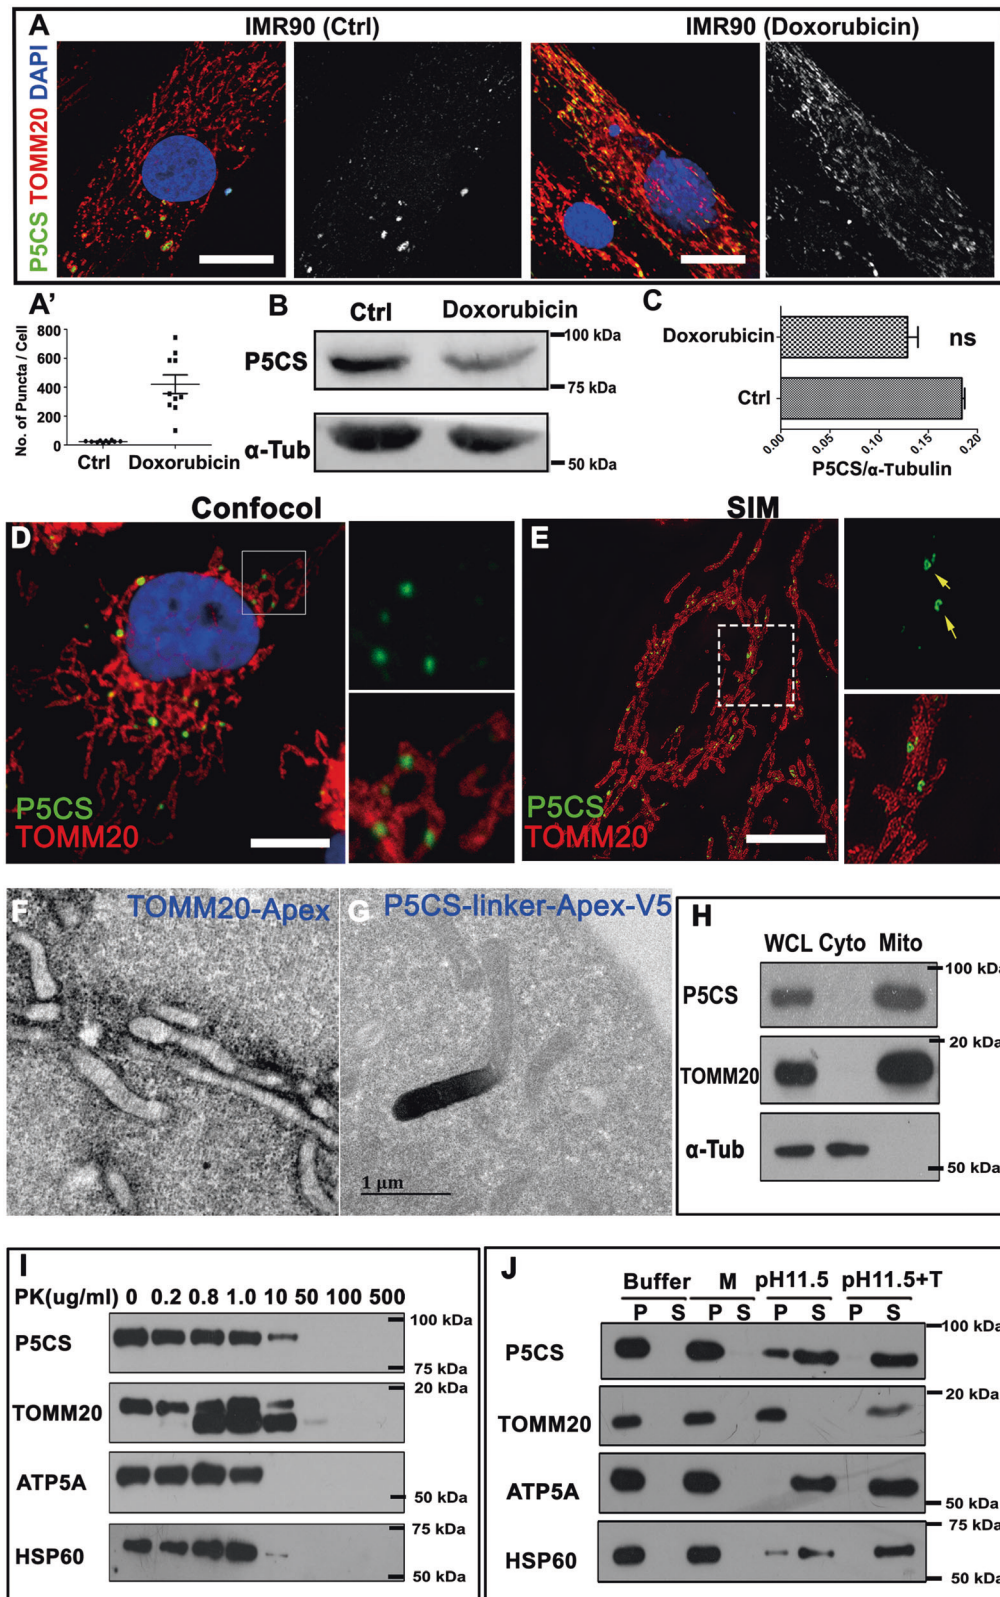 A
IMR90 (Ctrl)
IMR90 (Doxorubicin)
P5CS TOMM20 DAPI
A'
No. of Puncta / Cell
800
600
400
200
0
Ctrl
Doxorubicin
B
Ctrl
Doxorubicin
100 kDa
P5CS
75 kDa
α-Tub
50 kDa
C
Doxorubicin
ns
Ctrl
0.00
0.05
0.10
0.15
0.20
P5CS/α-Tubulin
Confocol
SIM
D
P5CS
TOMM20
E
P5CS
TOMM20
F
TOMM20-Apex
G
P5CS-linker-Apex-V5
1 μm
H
WCL Cyto Mito
100 kDa
P5CS
20 kDa
TOMM20
α-Tub
50 kDa
I
PK(ug/ml) 0 0.2 0.8 1.0 10 50 100 500
100 kDa
P5CS
75 kDa
20 kDa
TOMM20
ATP5A
50 kDa
75 kDa
HSP60
50 kDa
J
Buffer M pH11.5 pH11.5+T
P S P S P S P S
100 kDa
P5CS
20 kDa
TOMM20
ATP5A
50 kDa
75 kDa
HSP60
50 kDa